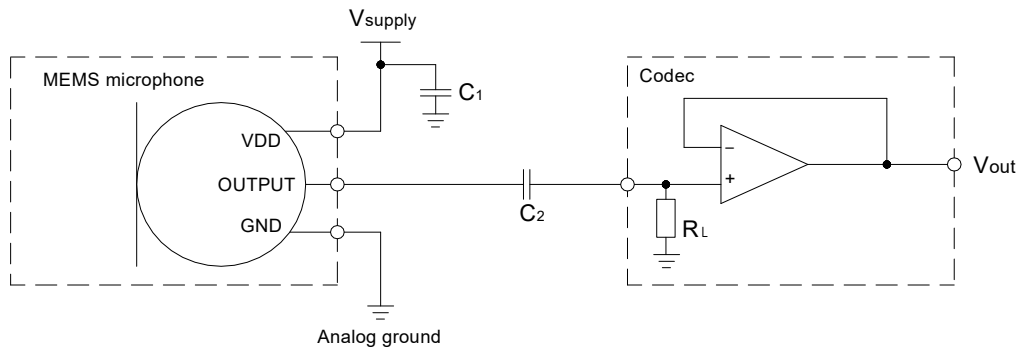 Vsupply
MEMS microphone
Codec
C1
VDD
−
OUTPUT
+
Vout
C2
GND
RL
Analog ground